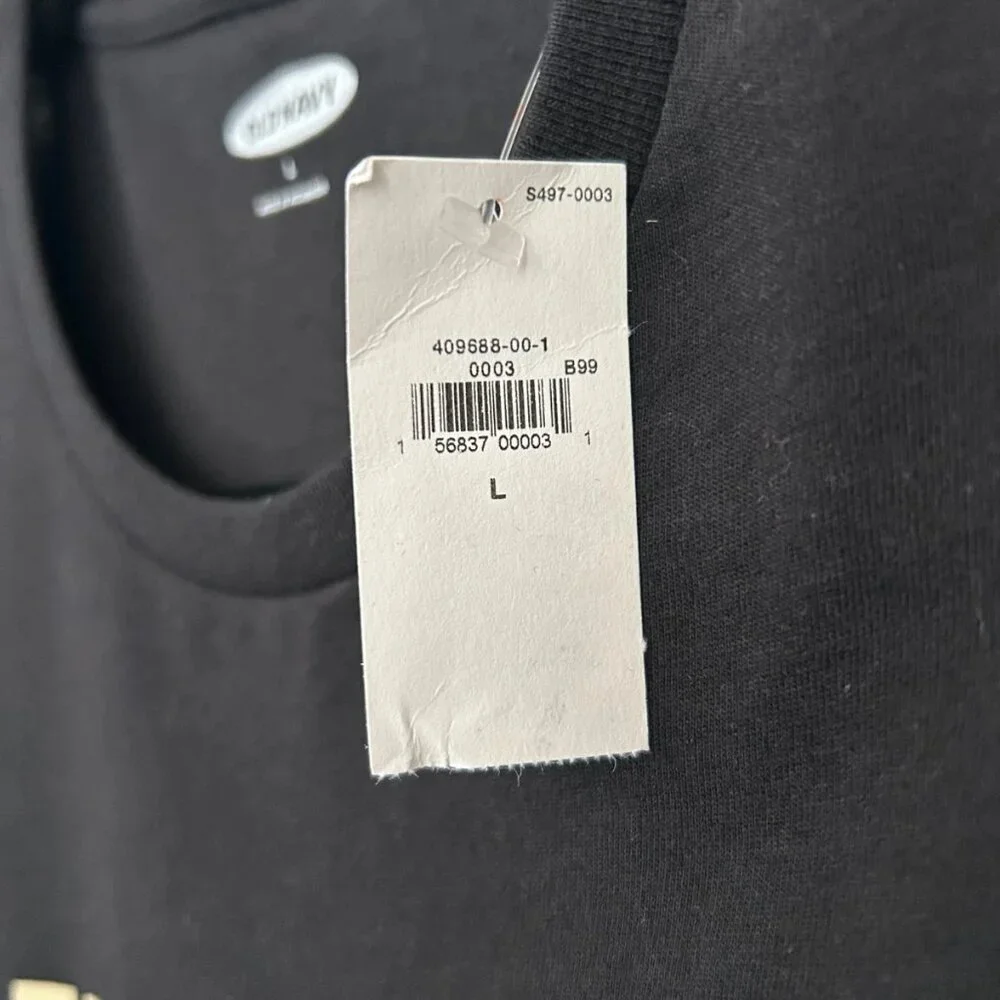 OLD NAVY
L
S497-0003
409688-00-1
0003 B99
1 56837 00003 1
L